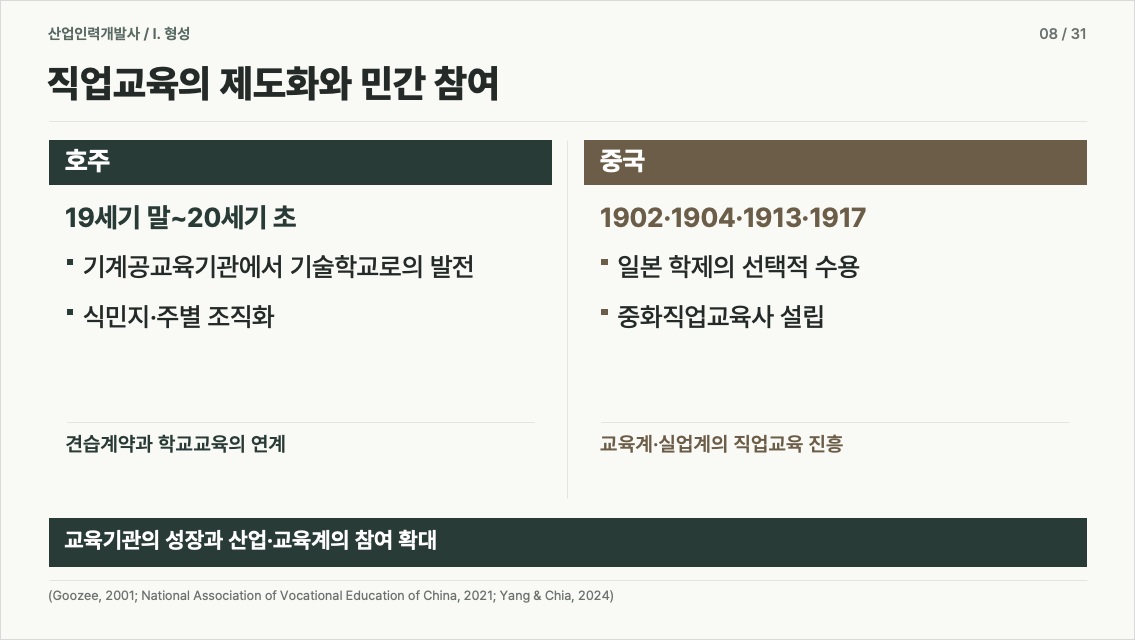 산업인력개발사 / I. 형성
08 / 31
직업교육의 제도화와 민간 참여
호주
19세기 말~20세기 초
기계공교육기관에서 기술학교로의 발전
식민지·주별 조직화
견습계약과 학교교육의 연계
중국
1902·1904·1913·1917
일본 학제의 선택적 수용
중화직업교육사 설립
교육계·실업계의 직업교육 진흥
교육기관의 성장과 산업·교육계의 참여 확대
(Goozee, 2001; National Association of Vocational Education of China, 2021; Yang & Chia, 2024)